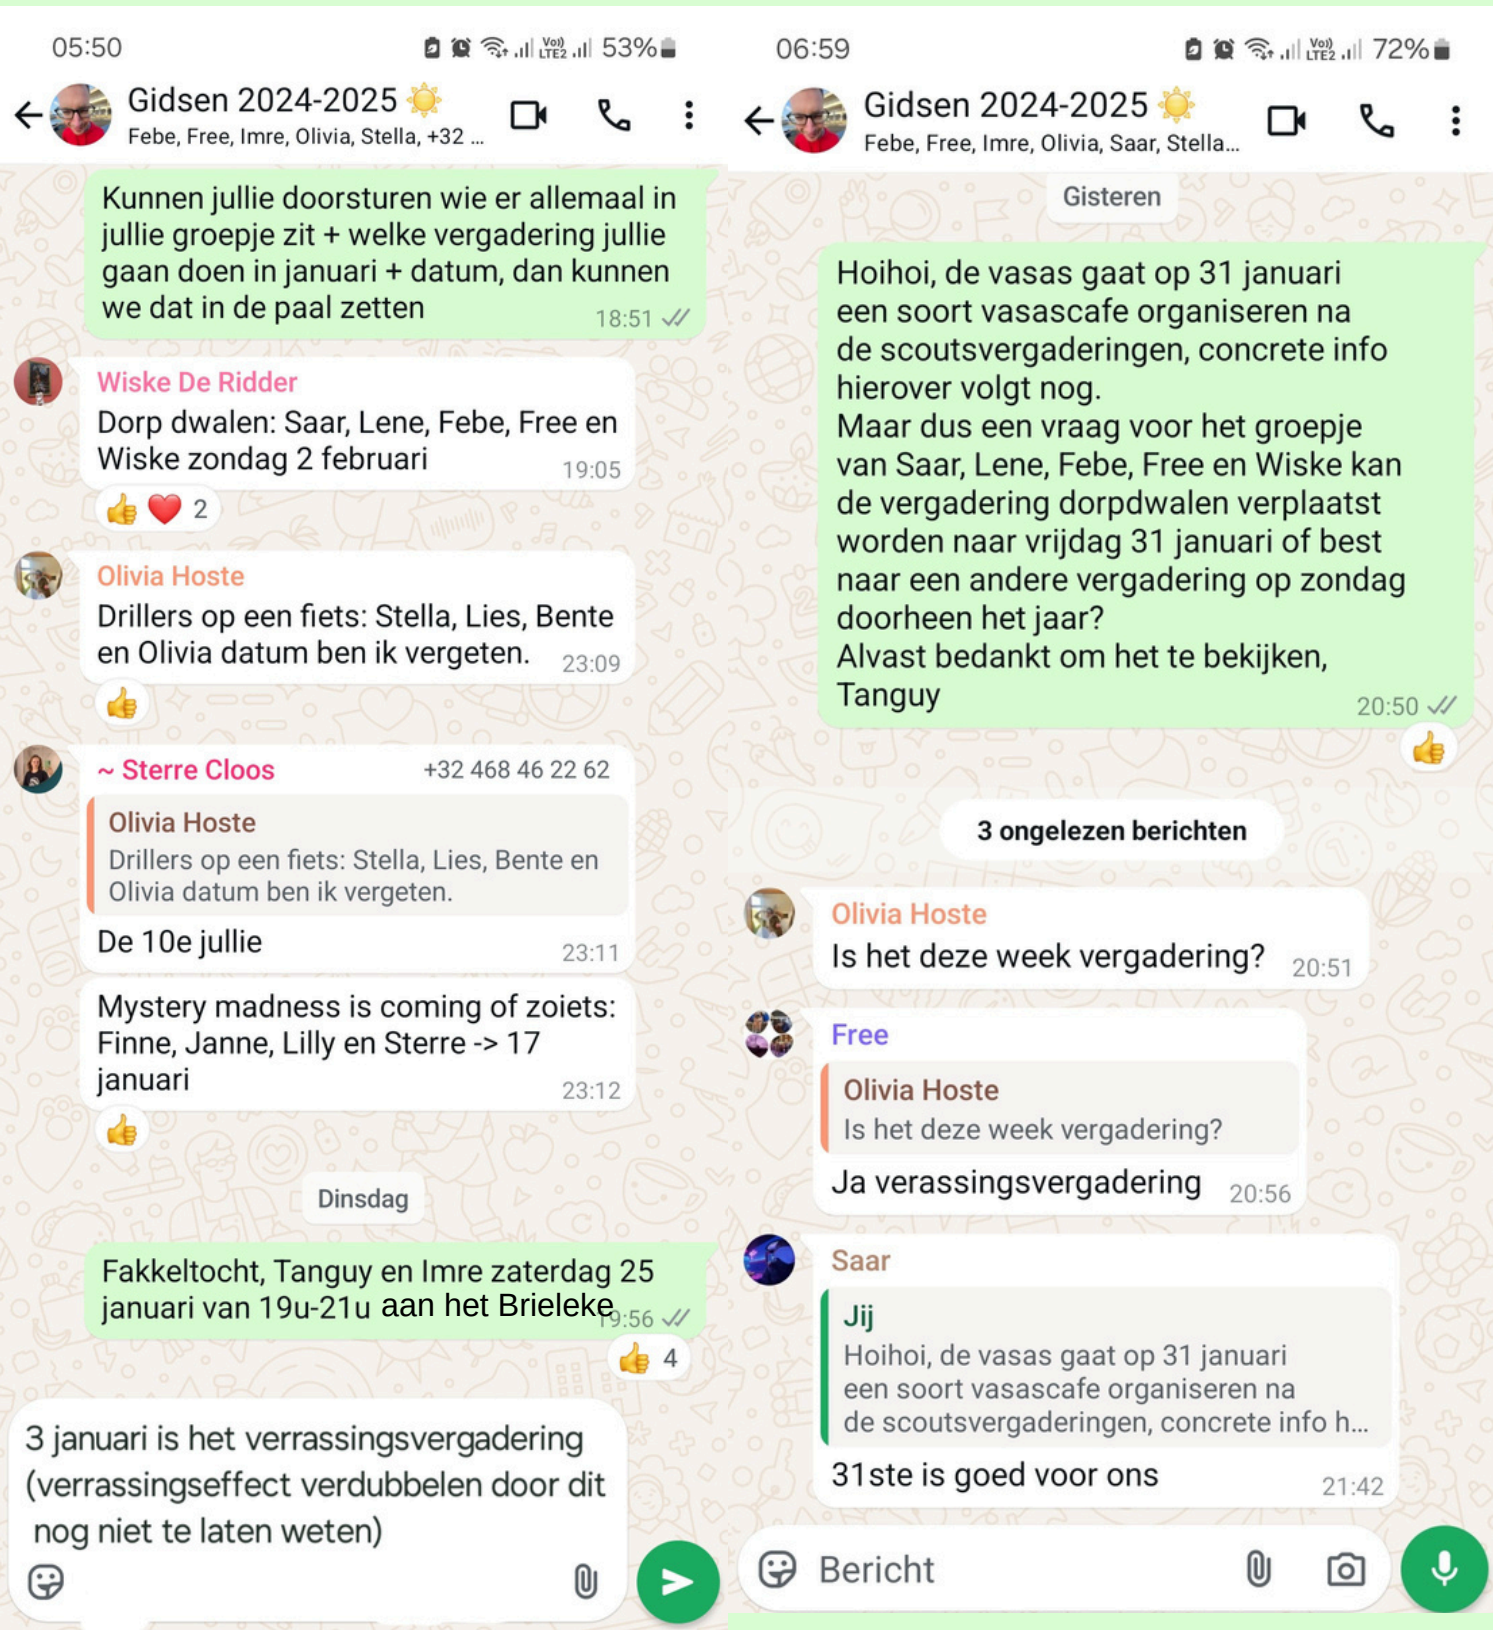 05:50
Vo))
LTE2
53%
Gidsen 2024-2025
Febe, Free, Imre, Olivia, Stella, +32 ...
Kunnen jullie doorsturen wie er allemaal in
jullie groepje zit + welke vergadering jullie
gaan doen in januari + datum, dan kunnen
we dat in de paal zetten
18:51
Wiske De Ridder
Dorp dwalen: Saar, Lene, Febe, Free en
Wiske zondag 2 februari
19:05
2
Olivia Hoste
Drillers op een fiets: Stella, Lies, Bente
en Olivia datum ben ik vergeten.
23:09
~ Sterre Cloos +32 468 46 22 62
Olivia Hoste
Drillers op een fiets: Stella, Lies, Bente en
Olivia datum ben ik vergeten.
De 10e jullie
23:11
Mystery madness is coming of zoiets:
Finne, Janne, Lilly en Sterre -> 17
januari
23:12
Dinsdag
Fakkeltocht, Tanguy en Imre zaterdag 25
januari van 19u-21u aan het Brieleke
19:56
4
3 januari is het verrassingsvergadering
(verrassingseffect verdubbelen door dit
nog niet te laten weten)
06:59
Vo))
LTE2
72%
Gidsen 2024-2025
Febe, Free, Imre, Olivia, Saar, Stella...
Gisteren
Hoihoi, de vasas gaat op 31 januari
een soort vasascafe organiseren na
de scoutsvergaderingen, concrete info
hierover volgt nog.
Maar dus een vraag voor het groepje
van Saar, Lene, Febe, Free en Wiske kan
de vergadering dorpdwalen verplaatst
worden naar vrijdag 31 januari of best
naar een andere vergadering op zondag
doorheen het jaar?
Alvast bedankt om het te bekijken,
Tanguy
20:50
3 ongelezen berichten
Olivia Hoste
Is het deze week vergadering?
20:51
Free
Olivia Hoste
Is het deze week vergadering?
Ja verassingsvergadering
20:56
Saar
Jij
Hoihoi, de vasas gaat op 31 januari
een soort vasascafe organiseren na
de scoutsvergaderingen, concrete info h...
31ste is goed voor ons
21:42
Bericht